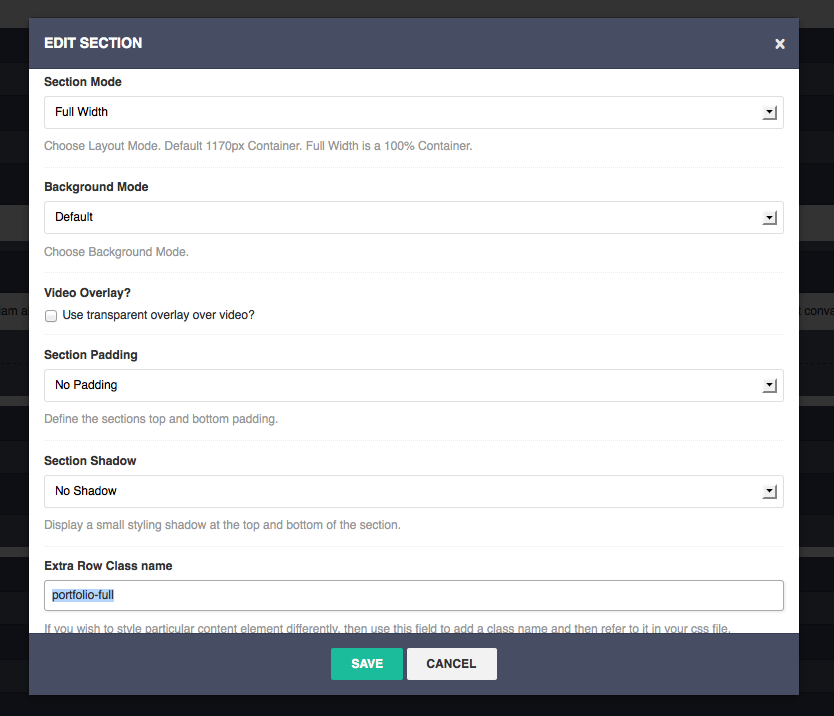 EDIT SECTION
x
Section Mode
Full Width
Choose Layout Mode. Default 1170px Container. Full Width is a 100% Container.
Background Mode
Default
Choose Background Mode.
Video Overlay?
Use transparent overlay over video?
Section Padding
No Padding
Define the sections top and bottom padding.
Section Shadow
No Shadow
Display a small styling shadow at the top and bottom of the section.
Extra Row Class name
portfolio-full
If you wish to style particular content element differently, then use this field to add a class name and then refer to it in your css file.
SAVE CANCEL